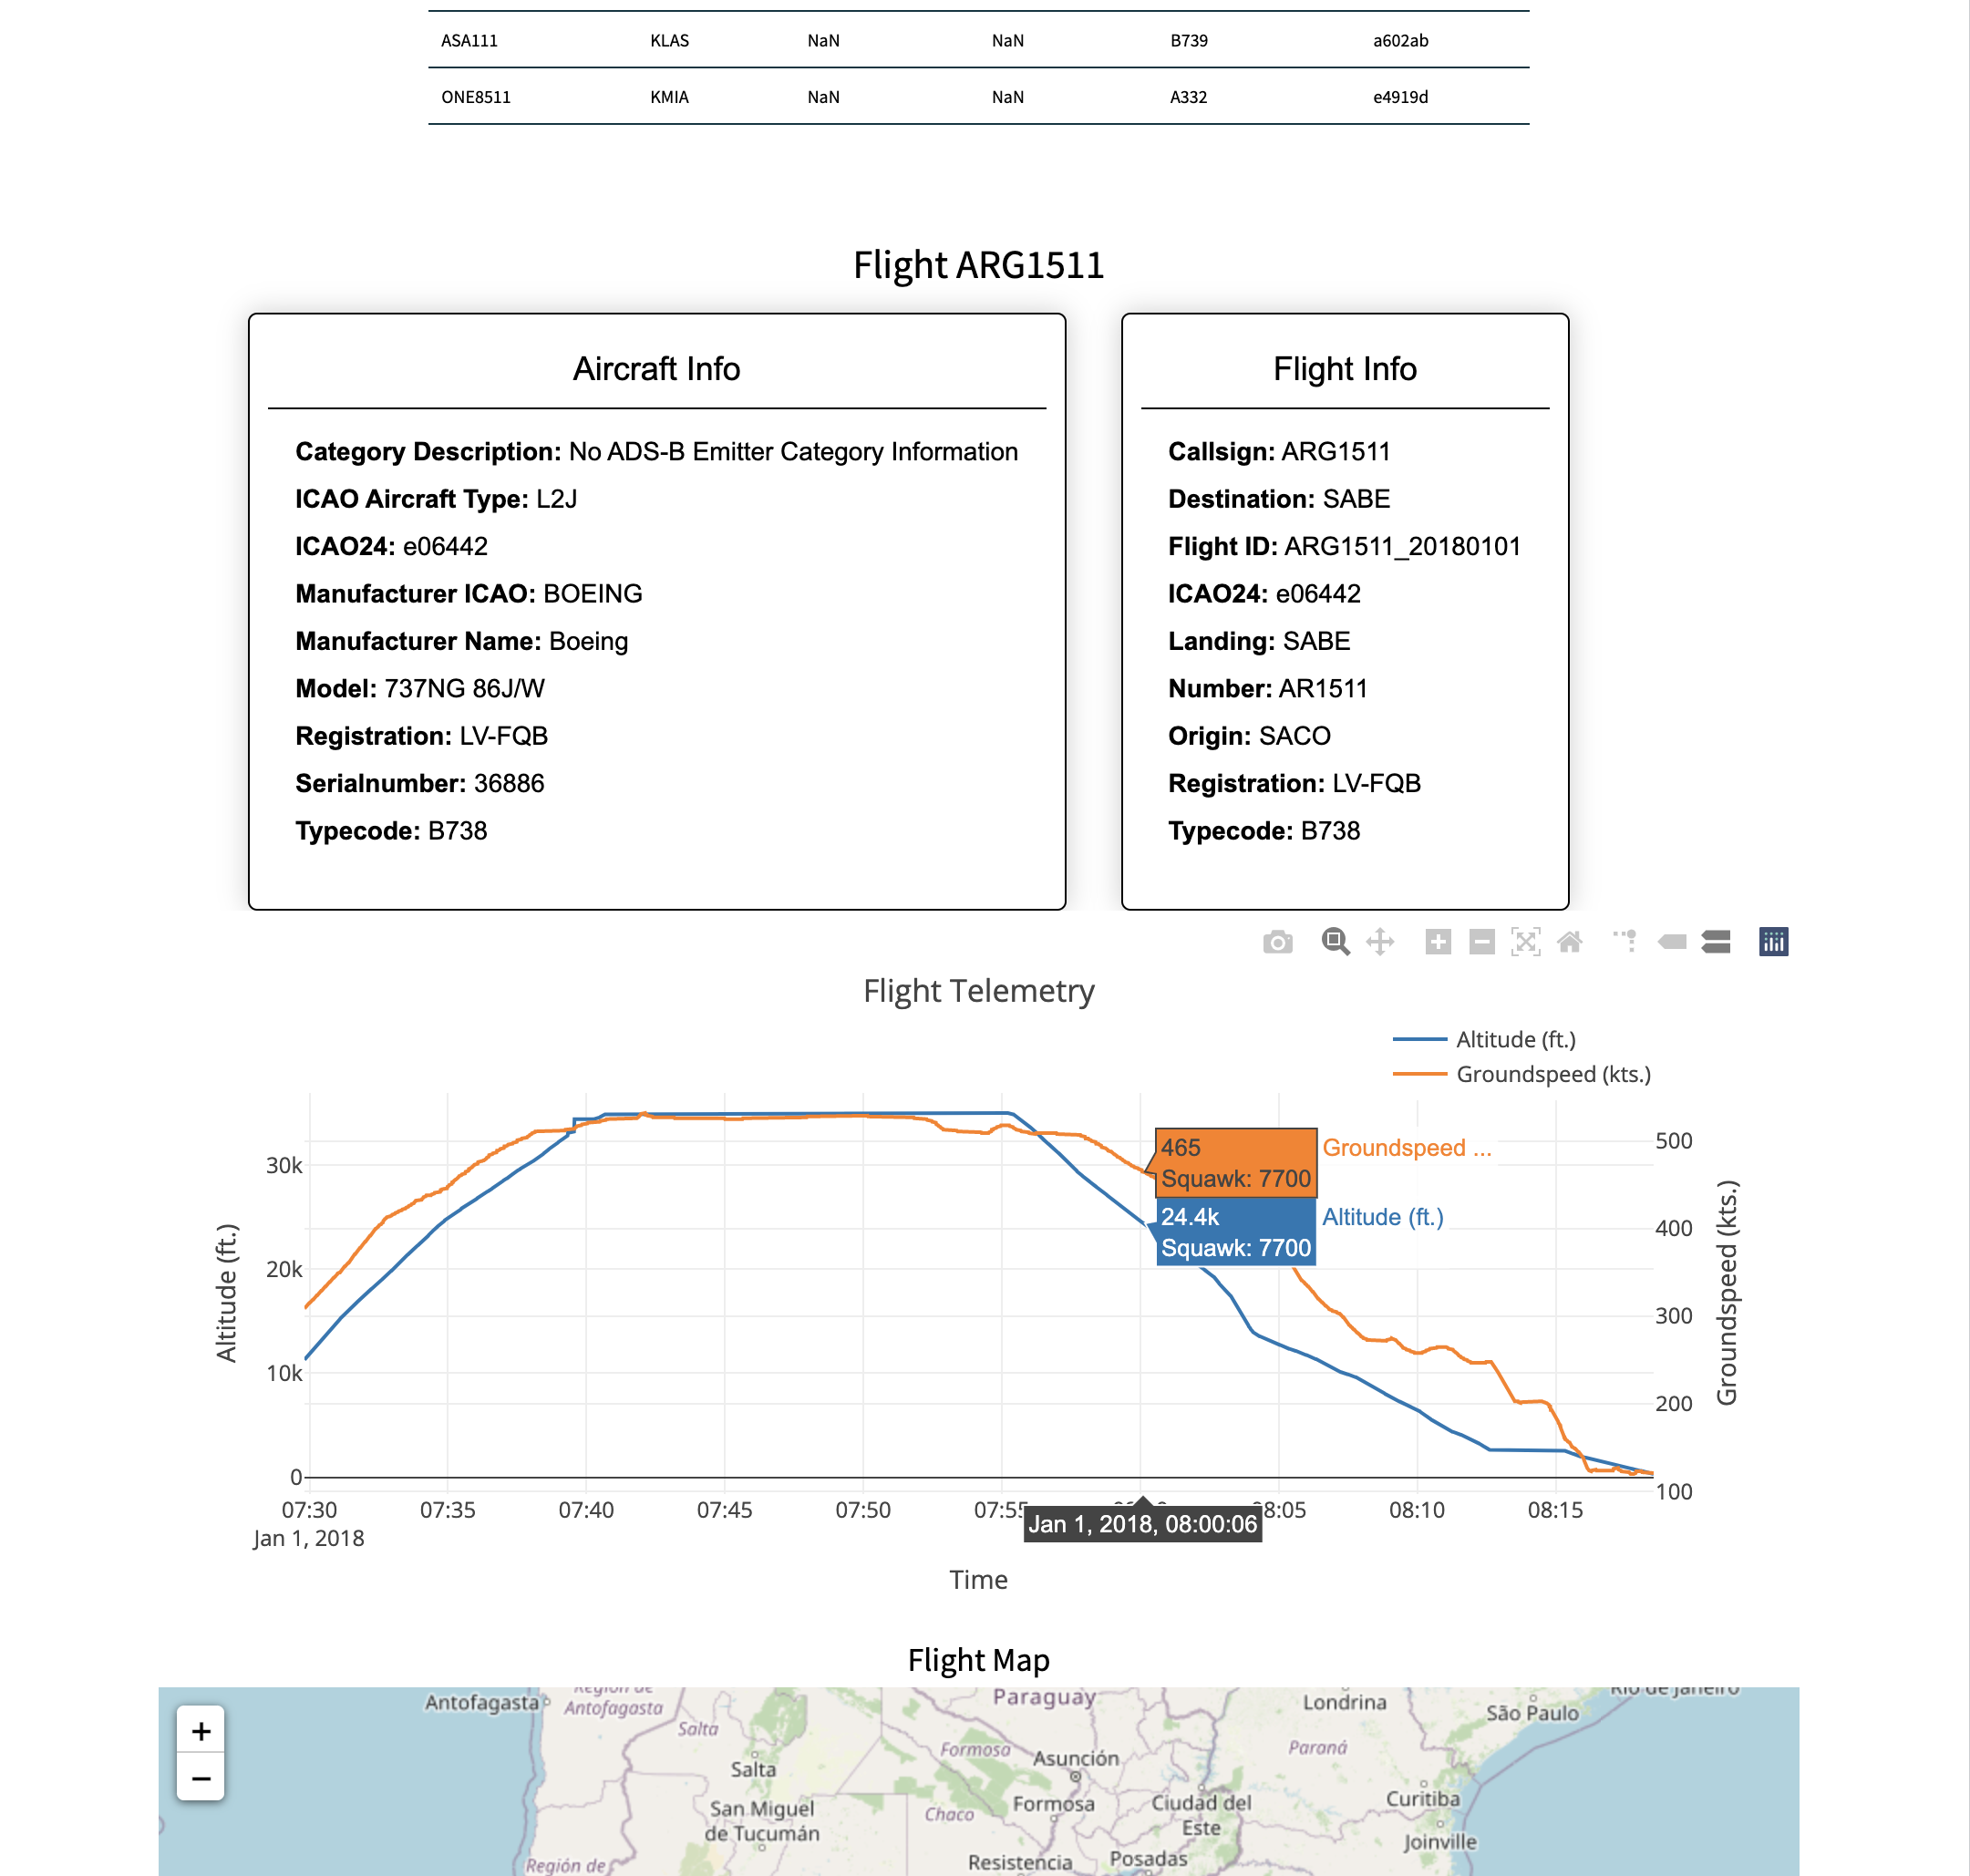 ASA111 KLAS NaN NaN B739 a602ab
ONE8511 KMIA NaN NaN A332 e4919d
Flight ARG1511
Aircraft Info
Category Description: No ADS-B Emitter Category Information
ICAO Aircraft Type: L2J
ICAO24: e06442
Manufacturer ICAO: BOEING
Manufacturer Name: Boeing
Model: 737NG 86J/W
Registration: LV-FQB
Serialnumber: 36886
Typecode: B738
Flight Info
Callsign: ARG1511
Destination: SABE
Flight ID: ARG1511_20180101
ICAO24: e06442
Landing: SABE
Number: AR1511
Origin: SACO
Registration: LV-FQB
Typecode: B738
Flight Telemetry
Altitude (ft.)
Groundspeed (kts.)
465
Squawk: 7700
Groundspeed ...
24.4k
Squawk: 7700
Altitude (ft.)
Altitude (ft.)
30k
20k
10k
0
500
400
300
200
100
Groundspeed (kts.)
07:30 07:35 07:40 07:45 07:50 07:55 8:05 08:10 08:15
Jan 1, 2018
Jan 1, 2018, 08:00:06
Time
Flight Map
+
−
Antofagasta
Región de
Antofagasta
Salta
Salta
San Miguel
de Tucumán
Región de
Paraguay
Formosa
Asunción
Chaco
Formosa
Resistencia
Posadas
Ciudad del
Este
Londrina
Paraná
São Paulo
Rio de Janeiro
Curitiba
Joinville